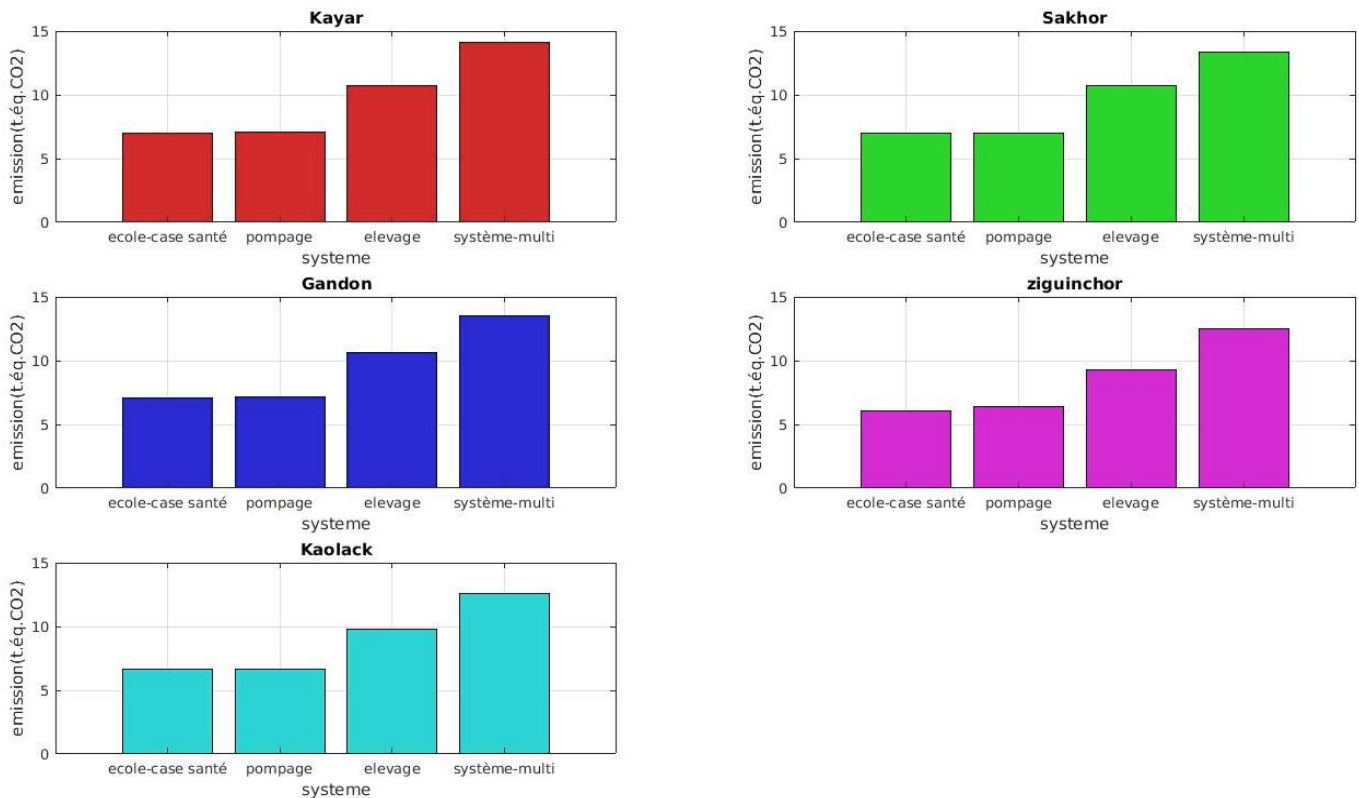 Kayar
emission(t.éq.CO2)
15
10
5
0
ecole-case santé pompage elevage système-multi
systeme
Sakhor
emission(t.éq.CO2)
15
10
5
0
ecole-case santé pompage elevage système-multi
systeme
Gandon
emission(t.éq.CO2)
15
10
5
0
ecole-case santé pompage elevage système-multi
systeme
ziguinchor
emission(t.éq.CO2)
15
10
5
0
ecole-case santé pompage elevage système-multi
systeme
Kaolack
emission(t.éq.CO2)
15
10
5
0
ecole-case santé pompage elevage système-multi
systeme